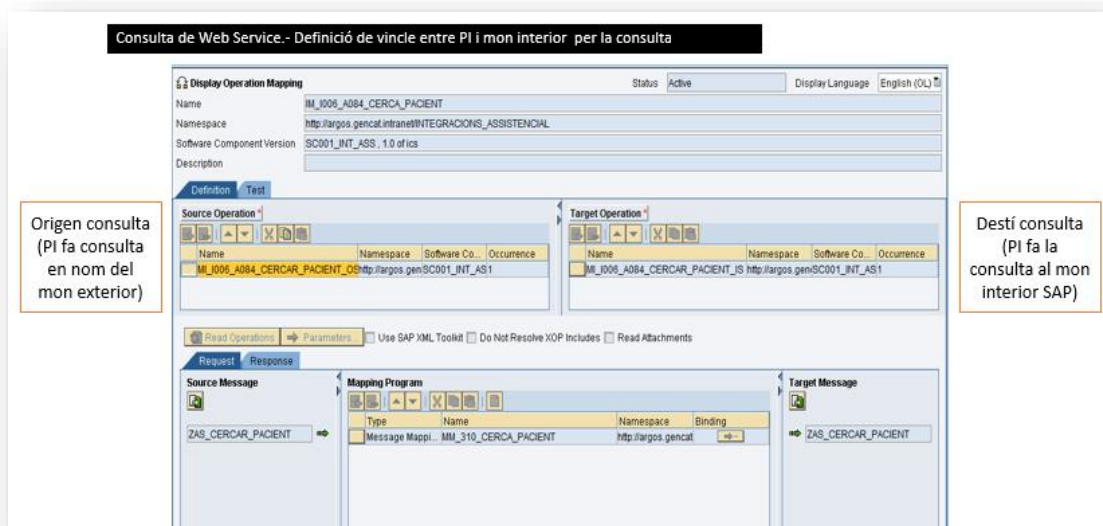 Consulta de Web Service.- Definició de vincle entre PI i mon interior per la consulta
Display Operation Mapping
Status Active
Display Language English (OL)
Name IM_I006_A084_CERCA_PACIENT
Namespace http://argos.gencat.intranet/INTEGRACIONS_ASSISTENCIAL
Software Component Version SC001_INT_ASS , 1.0 of ics
Description
Definition Test
Origen consulta
(PI fa consulta
en nom del
mon exterior)
Source Operation *
Name Namespace Software Co... Occurrence
MI_I006_A084_CERCAR_PACIENT_OS http://argos.gen SC001_INT_AS 1
Target Operation *
Name Namespace Software Co... Occurrence
MI_I006_A084_CERCAR_PACIENT_IS http://argos.gen SC001_INT_AS 1
Destí consulta
(PI fa la
consulta al mon
interior SAP)
Read Operations Parameters... Use SAP XML Toolkit Do Not Resolve XOP Includes Read Attachments
Request Response
Source Message
ZAS_CERCAR_PACIENT
Mapping Program
Type Name Namespace Binding
Message Mappi... MM_310_CERCA_PACIENT http://argos.gencat
Target Message
ZAS_CERCAR_PACIENT